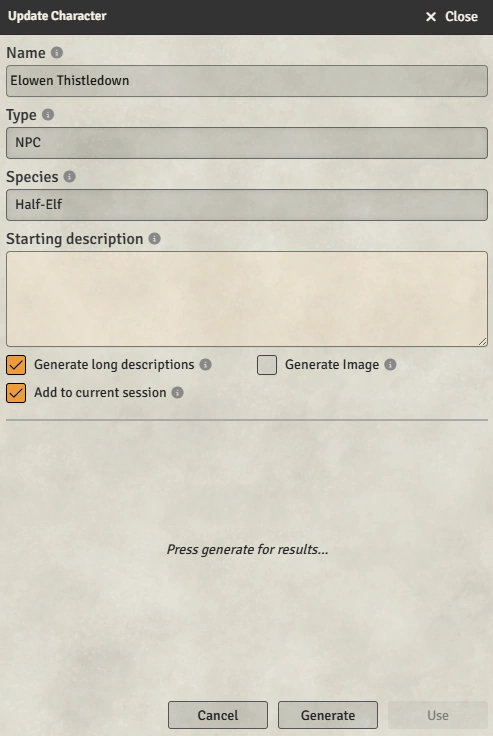 Update Character
× Close
Name
Elowen Thistledown
Type
NPC
Species
Half-Elf
Starting description
Generate long descriptions
Generate Image
Add to current session
Press generate for results...
Cancel
Generate
Use